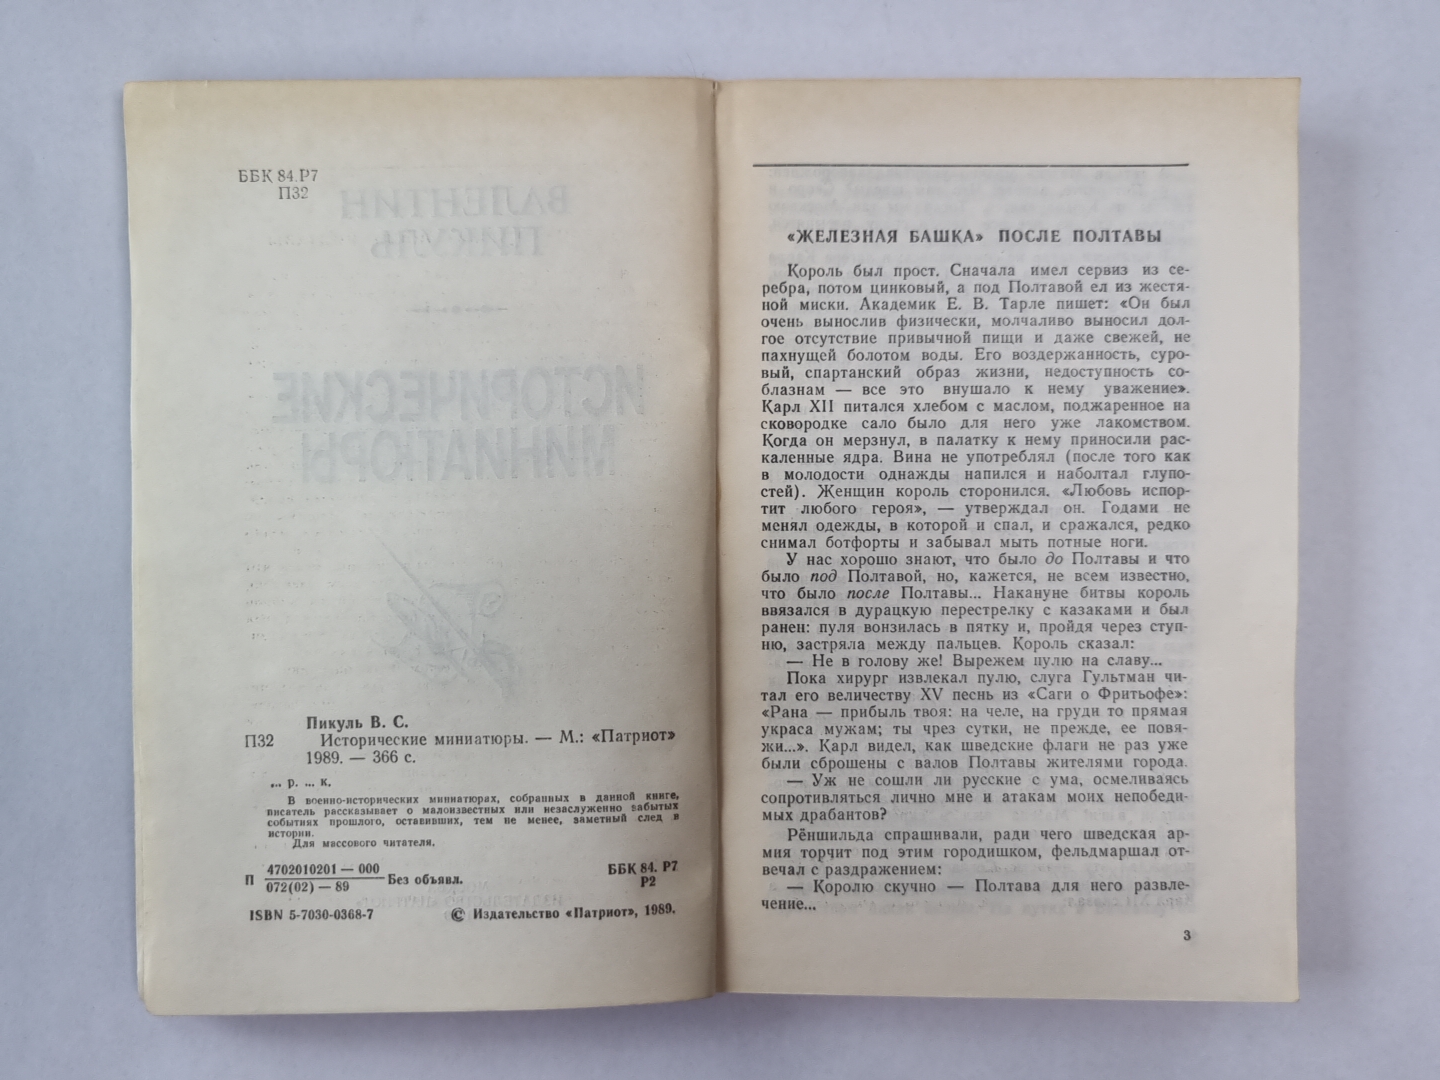 ББК 84.Р7
П32
Пикуль В. С.
П32 Исторические миниатюры. — М.: «Патриот»
1989. — 366 с.
... р. ... к.
В военно-исторических миниатюрах, собранных в данной книге,
писатель рассказывает о малоизвестных или незаслуженно забытых
событиях прошлого, оставивших, тем не менее, заметный след в
истории.
Для массового читателя.
П 4702010201 — 000
072(02) — 89 Без объявл.
ББК 84. Р7
Р2
ISBN 5-7030-0368-7 © Издательство «Патриот», 1989.
«ЖЕЛЕЗНАЯ БАШКА» ПОСЛЕ ПОЛТАВЫ
Король был прост. Сначала имел сервиз из се-
ребра, потом цинковый, а под Полтавой ел из жестя-
ной миски. Академик Е. В. Тарле пишет: «Он был
очень вынослив физически, молчаливо выносил дол-
гое отсутствие привычной пищи и даже свежей, не
пахнущей болотом воды. Его воздержанность, суро-
вый, спартанский образ жизни, недоступность со-
блазнам — все это внушало к нему уважение».
Карл XII питался хлебом с маслом, поджаренное на
сковородке сало было для него уже лакомством.
Когда он мерзнул, в палатку к нему приносили рас-
каленные ядра. Вина не употреблял (после того как
в молодости однажды напился и наболтал глупо-
стей). Женщин король сторонился. «Любовь испор-
тит любого героя», — утверждал он. Годами не
менял одежды, в которой и спал, и сражался, редко
снимал ботфорты и забывал мыть потные ноги.
У нас хорошо знают, что было до Полтавы и что
было под Полтавой, но, кажется, не всем известно,
что было после Полтавы... Накануне битвы король
ввязался в дурацкую перестрелку с казаками и был
ранен: пуля вонзилась в пятку и, пройдя через ступ-
ню, застряла между пальцев. Король сказал:
— Не в голову же! Вырежем пулю на славу...
Пока хирург извлекал пулю, слуга Гультман чи-
тал его величеству XV песнь из «Саги о Фритьофе»:
«Рана — прибыль твоя: на челе, на груди то прямая
украса мужам; ты чрез сутки, не прежде, ее повя-
жи...». Карл видел, как шведские флаги не раз уже
были сброшены с валов Полтавы жителями города.
— Уж не сошли ли русские с ума, осмеливаясь
сопротивляться лично мне и атакам моих непобеди-
мых драбантов?
Рёншильда спрашивали, ради чего шведская ар-
мия торчит под этим городишком, фельдмаршал от-
вечал с раздражением:
— Королю скучно — Полтава для него развле-
чение...
3